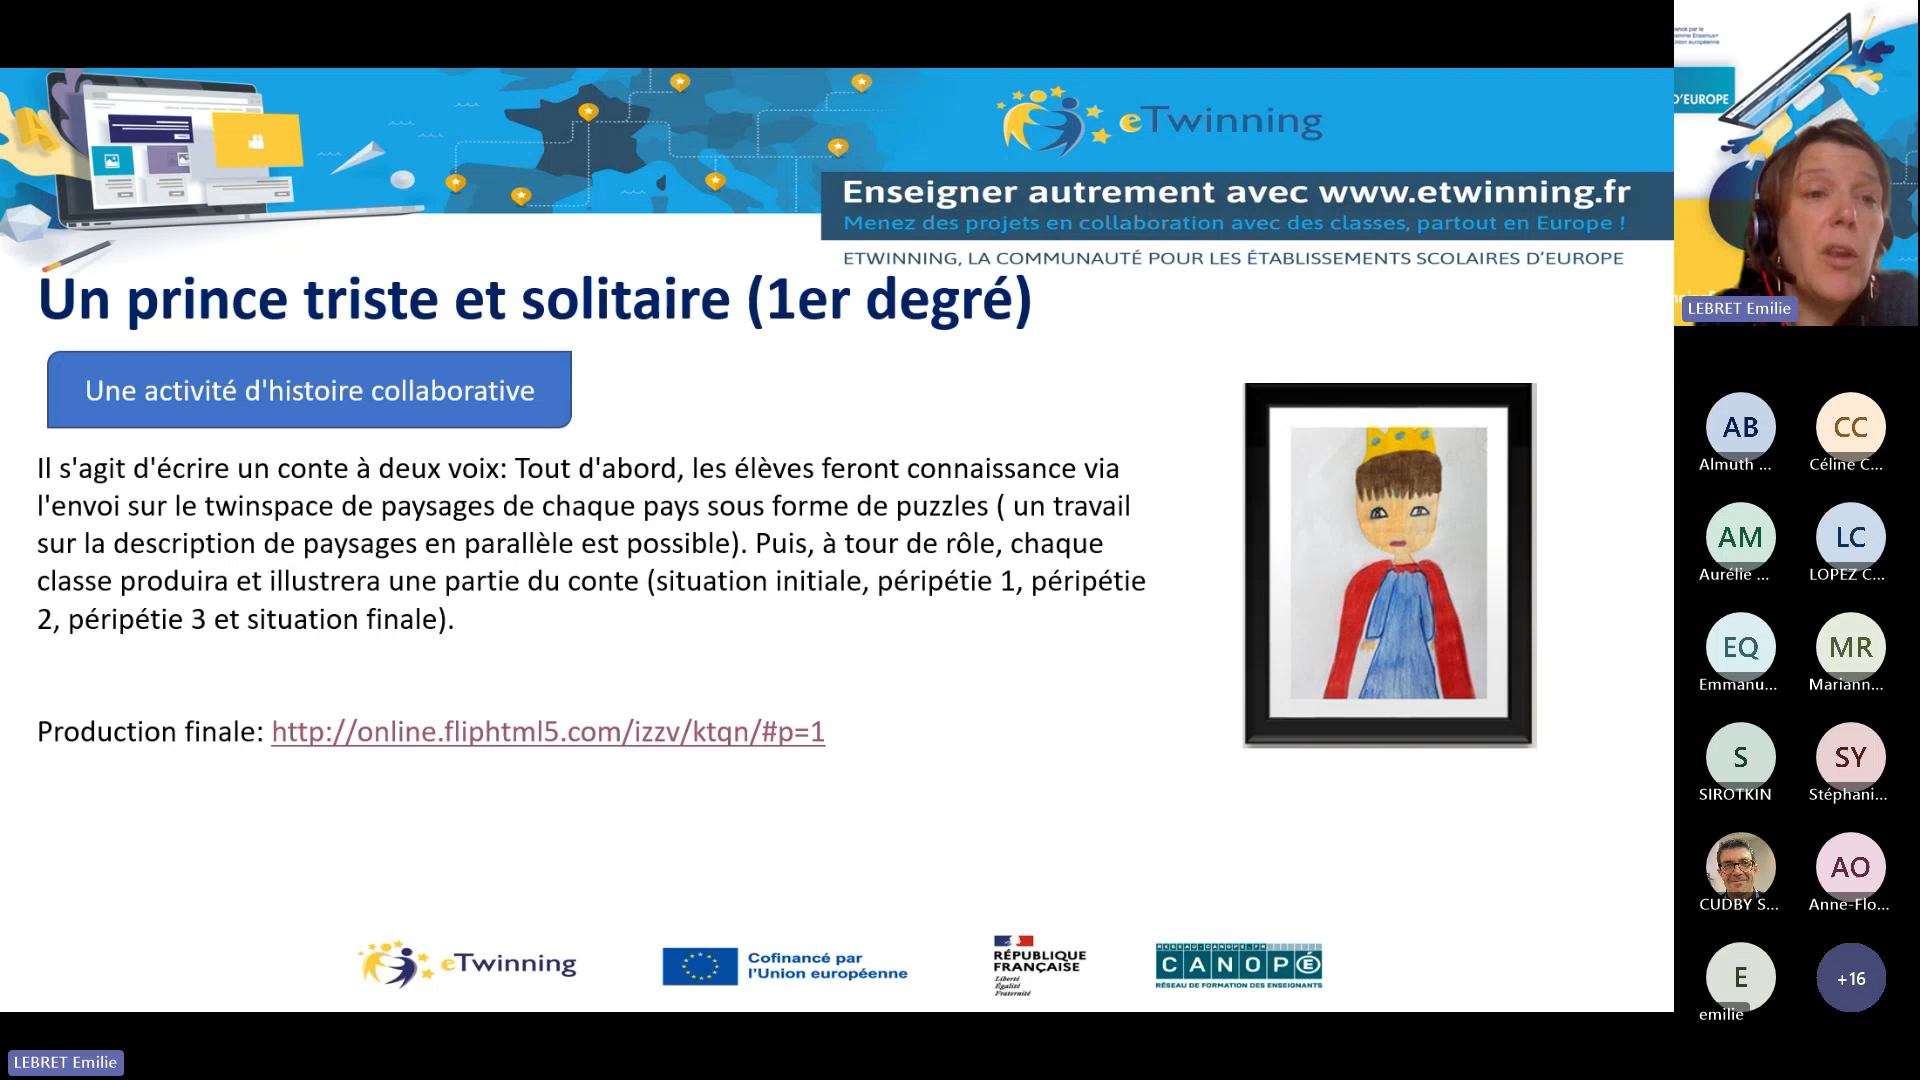 eTwinning
Enseigner autrement avec www.etwinning.fr
Menez des projets en collaboration avec des classes, partout en Europe !
ETWINNING, LA COMMUNAUTÉ POUR LES ÉTABLISSEMENTS SCOLAIRES D'EUROPE
Un prince triste et solitaire (1er degré)
Une activité d'histoire collaborative
Il s'agit d'écrire un conte à deux voix: Tout d'abord, les élèves feront connaissance via
l'envoi sur le twinspace de paysages de chaque pays sous forme de puzzles ( un travail
sur la description de paysages en parallèle est possible). Puis, à tour de rôle, chaque
classe produira et illustrera une partie du conte (situation initiale, péripétie 1, péripétie
2, péripétie 3 et situation finale).
Production finale: http://online.fliphtml5.com/izzv/ktqn/#p=1
eTwinning
Cofinancé par
l'Union européenne
RÉPUBLIQUE
FRANÇAISE
Liberté
Égalité
Fraternité
RESEAU-CANOPE.FR
CANOPÉ
RÉSEAU DE FORMATION DES ENSEIGNANTS
D'EUROPE
LEBRET Emilie
AB
Almuth ...
CC
Céline C...
AM
Aurélie ...
LC
LOPEZ C...
EQ
Emmanu...
MR
Mariann...
S
SIROTKIN
SY
Stéphani...
CUDBY S...
AO
Anne-Flo...
E
emilie
+16
LEBRET Emilie